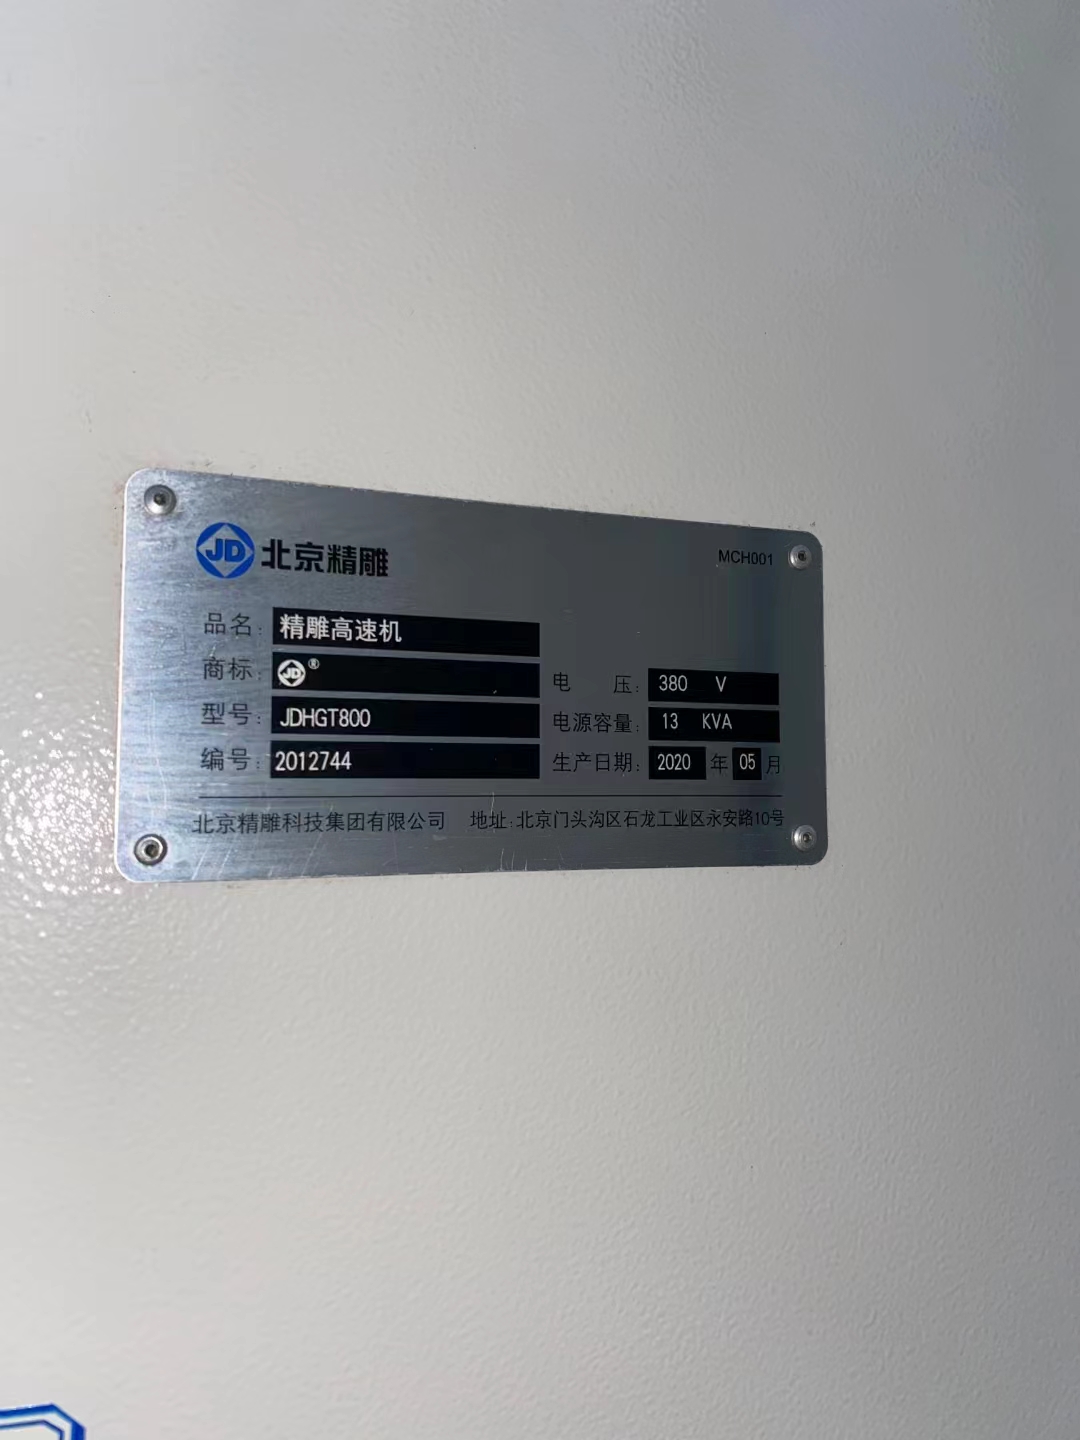 JD 北京精雕 MCH001
品名: 精雕高速机
商标: JD®
电 压: 380 V
型号: JDHGT800
电源容量: 13 KVA
编号: 2012744
生产日期: 2020 年 05 月
北京精雕科技集团有限公司 地址:北京门头沟区石龙工业区永安路10号